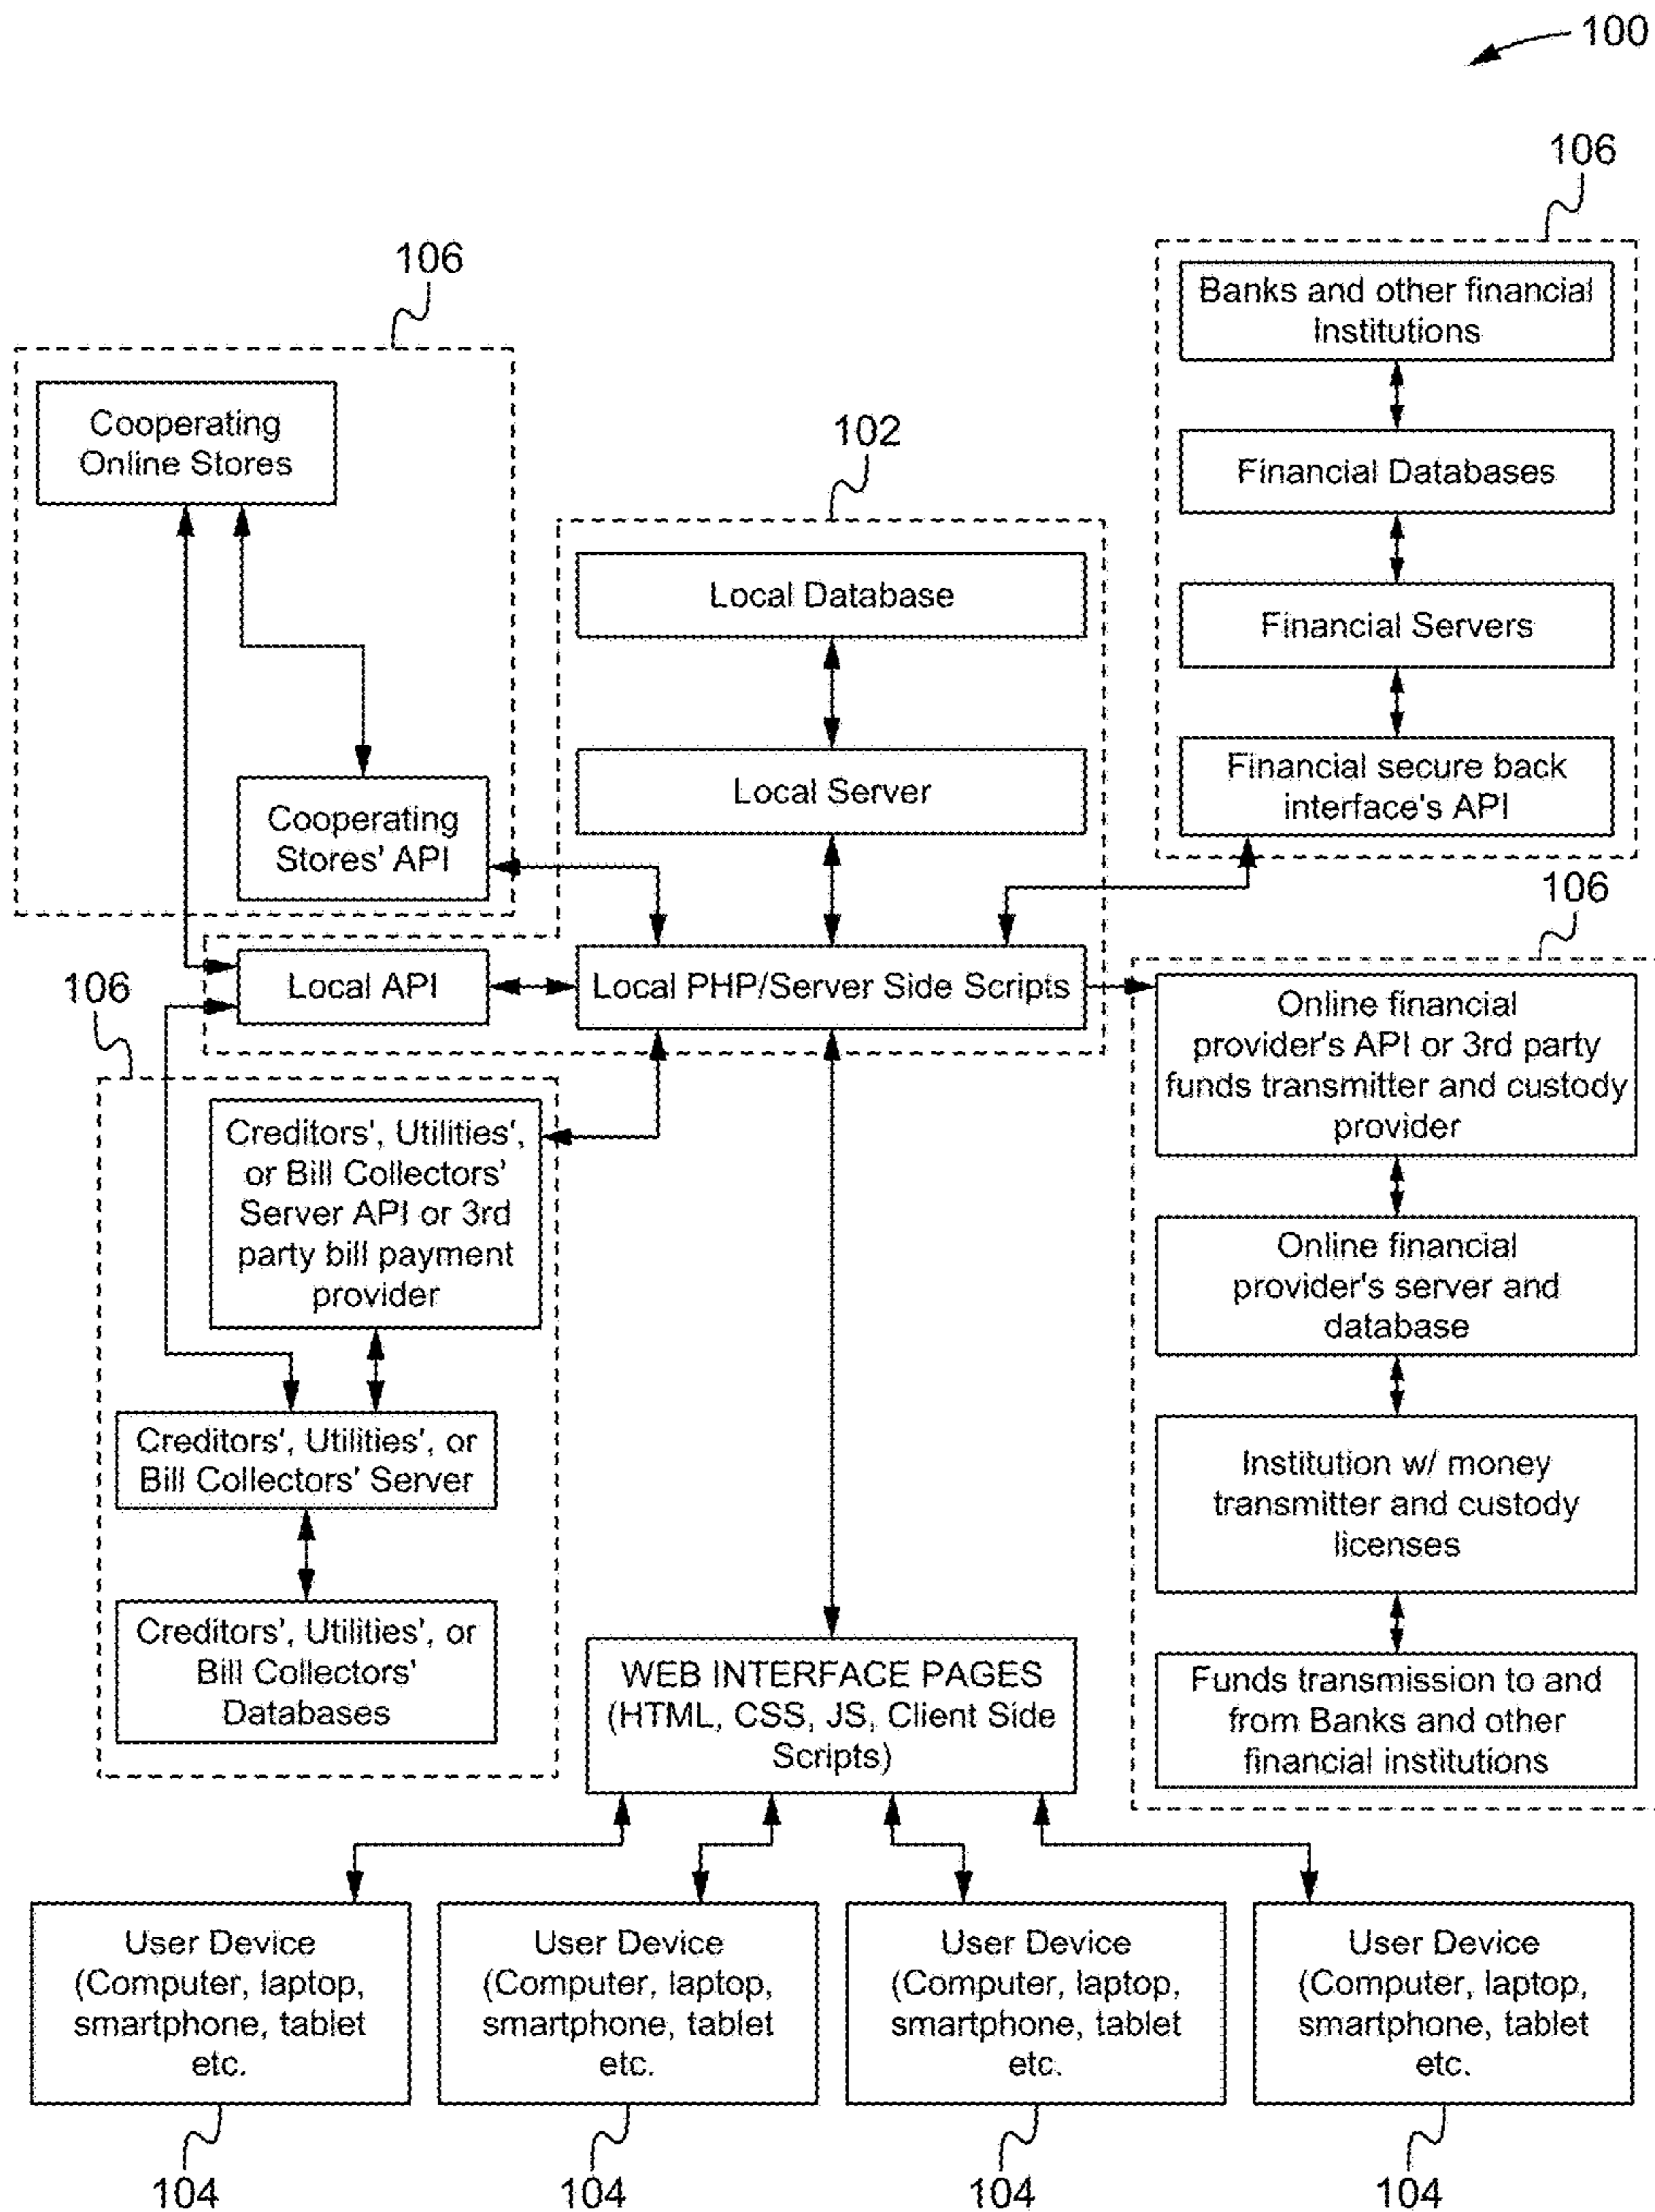 100
106
Banks and other financial
Institutions
Financial Databases
Financial Servers
Financial secure back
interface's API
106
Cooperating
Online Stores
Cooperating
Stores' API
102
Local Database
Local Server
Local API
Local PHP/Server Side Scripts
106
Online financial
provider's API or 3rd party
funds transmitter and custody
provider
Online financial
provider's server and
database
Institution w/ money
transmitter and custody
licenses
Funds transmission to and
from Banks and other
financial institutions
106
Creditors', Utilities',
or Bill Collectors'
Server API or 3rd
party bill payment
provider
Creditors', Utilities', or
Bill Collectors' Server
Creditors', Utilities', or
Bill Collectors'
Databases
WEB INTERFACE PAGES
(HTML, CSS, JS, Client Side
Scripts)
User Device
(Computer, laptop,
smartphone, tablet
etc.
104
User Device
(Computer, laptop,
smartphone, tablet
etc.
104
User Device
(Computer, laptop,
smartphone, tablet
etc.
104
User Device
(Computer, laptop,
smartphone, tablet
etc.
104